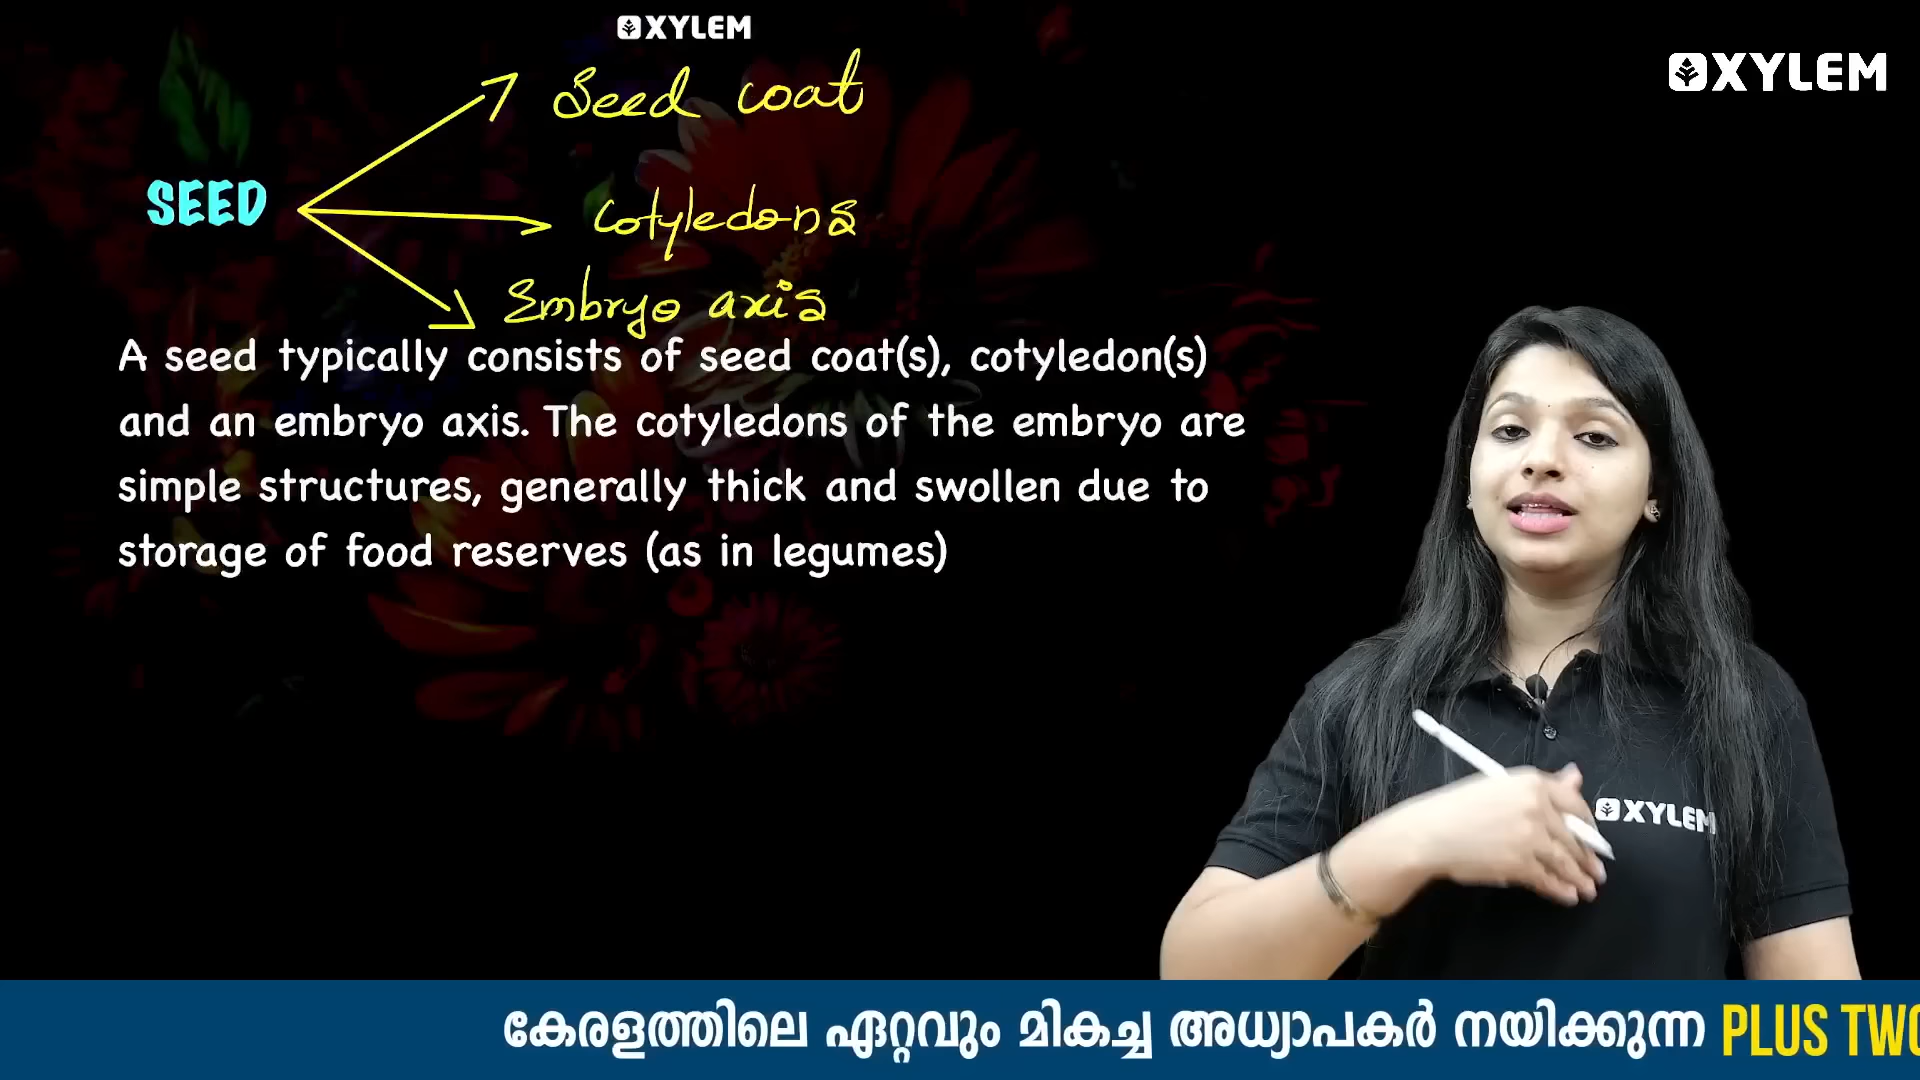 XYLEM
XYLEM
Seed coat
SEED
Cotyledons
Embryo axis
A seed typically consists of seed coat(s), cotyledon(s)
and an embryo axis. The cotyledons of the embryo are
simple structures, generally thick and swollen due to
storage of food reserves (as in legumes)
XYLEM
കേരളത്തിലെ ഏറ്റവും മികച്ച അധ്യാപകർ നയിക്കുന്ന PLUS TWO